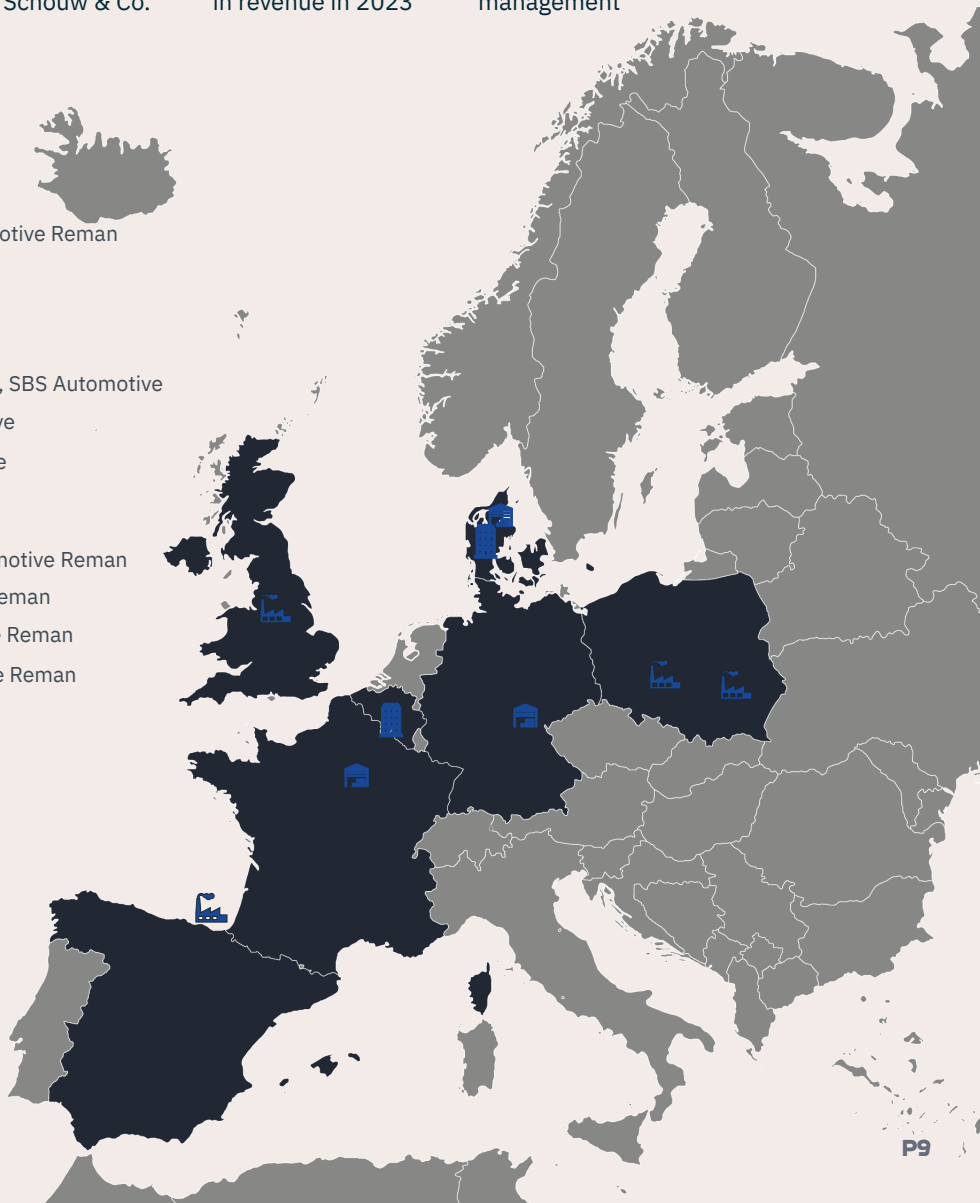 Schouw & Co.
in revenue in 2023
management
otive Reman
, SBS Automotive
ve
e
motive Reman
eman
e Reman
e Reman
P9